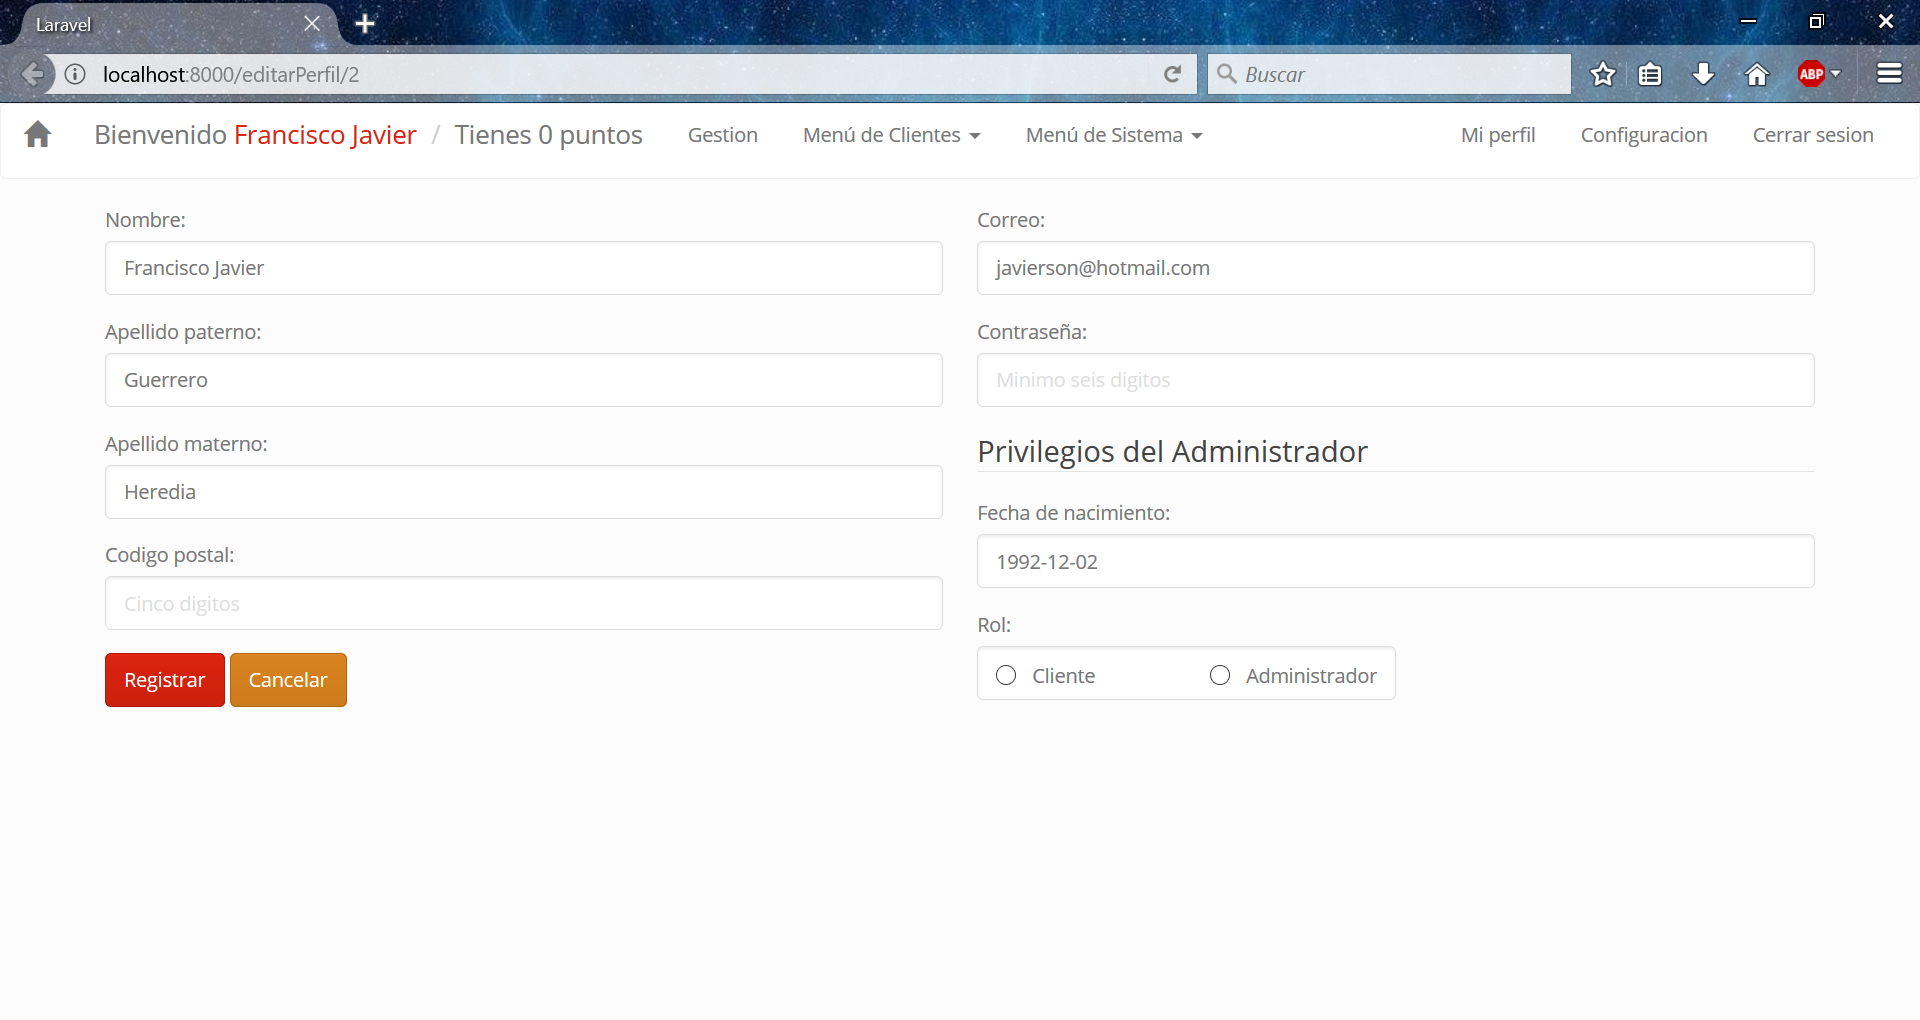 Laravel
localhost:8000/editarPerfil/2
Buscar
ABP
Bienvenido Francisco Javier / Tienes 0 puntos Gestion Menú de Clientes Menú de Sistema Mi perfil Configuracion Cerrar sesion
Nombre:
Francisco Javier
Apellido paterno:
Guerrero
Apellido materno:
Heredia
Codigo postal:
Cinco digitos
Registrar Cancelar
Correo:
javierson@hotmail.com
Contraseña:
Minimo seis digitos
Privilegios del Administrador
Fecha de nacimiento:
1992-12-02
Rol:
Cliente Administrador